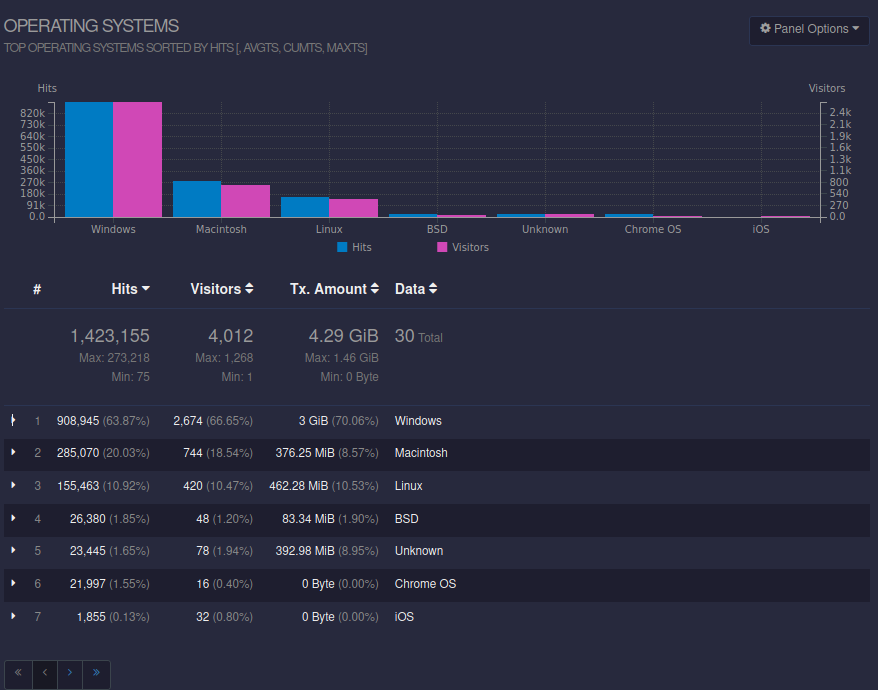 OPERATING SYSTEMS
Panel Options
TOP OPERATING SYSTEMS SORTED BY HITS [, AVGTS, CUMTS, MAXTS]
Hits Visitors
820k 2.4k
730k 2.1k
640k 1.9k
550k 1.6k
450k 1.3k
360k 1.1k
270k 800
180k 540
91k 270
0.0 0.0
Windows Macintosh Linux BSD Unknown Chrome OS iOS
Hits Visitors
# Hits Visitors Tx. Amount Data
1,423,155 4,012 4.29 GiB 30 Total
Max: 273,218 Max: 1,268 Max: 1.46 GiB
Min: 75 Min: 1 Min: 0 Byte
1 908,945 (63.87%) 2,674 (66.65%) 3 GiB (70.06%) Windows
2 285,070 (20.03%) 744 (18.54%) 376.25 MiB (8.57%) Macintosh
3 155,463 (10.92%) 420 (10.47%) 462.28 MiB (10.53%) Linux
4 26,380 (1.85%) 48 (1.20%) 83.34 MiB (1.90%) BSD
5 23,445 (1.65%) 78 (1.94%) 392.98 MiB (8.95%) Unknown
6 21,997 (1.55%) 16 (0.40%) 0 Byte (0.00%) Chrome OS
7 1,855 (0.13%) 32 (0.80%) 0 Byte (0.00%) iOS
« ‹ › »